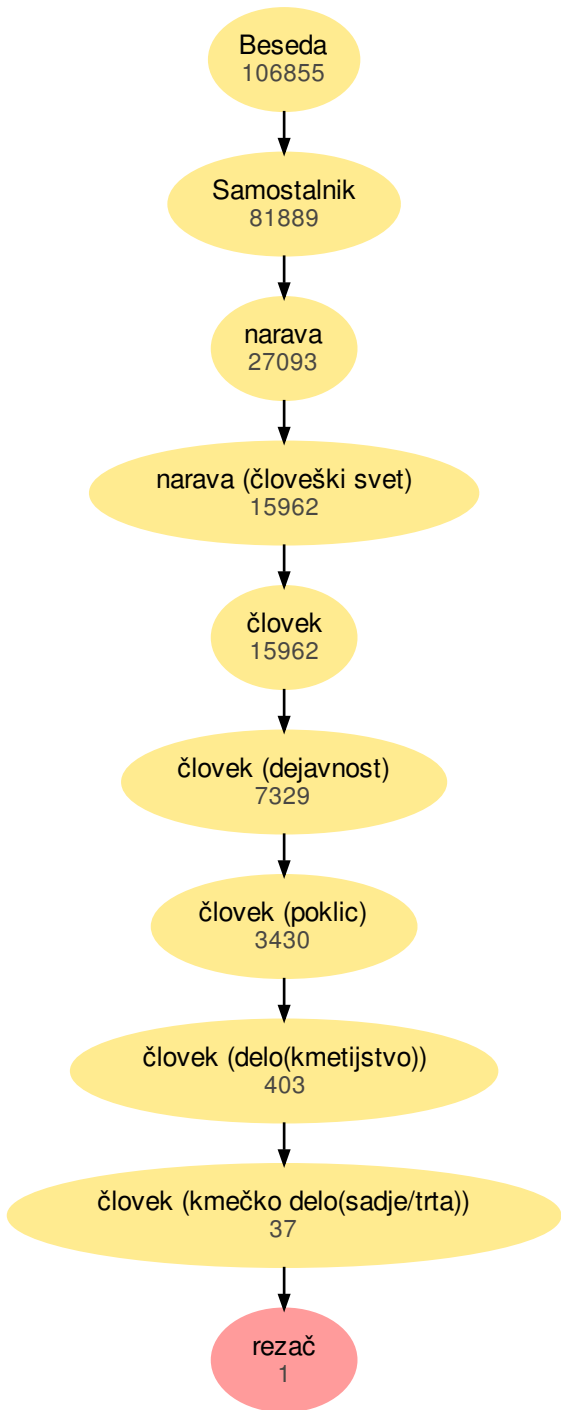 Beseda
106855
Samostalnik
81889
narava
27093
narava (človeški svet)
15962
človek
15962
človek (dejavnost)
7329
človek (poklic)
3430
človek (delo(kmetijstvo))
403
človek (kmečko delo(sadje/trta))
37
rezač
1